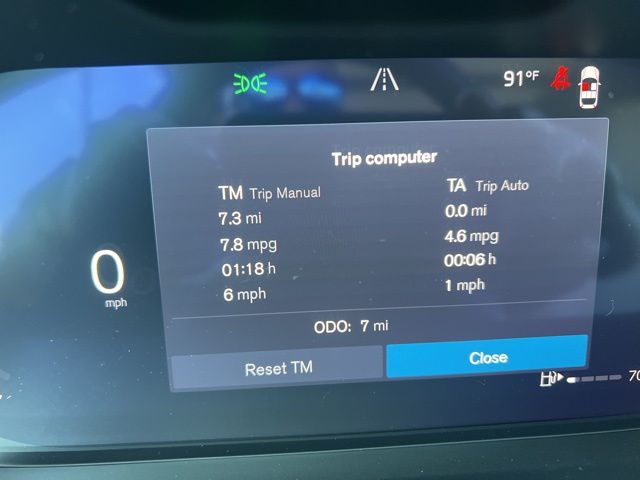 91°F
Trip computer
TM Trip Manual
7.3 mi
7.8 mpg
01:18 h
6 mph
TA Trip Auto
0.0 mi
4.6 mpg
00:06 h
1 mph
0
mph
ODO: 7 mi
Reset TM
Close